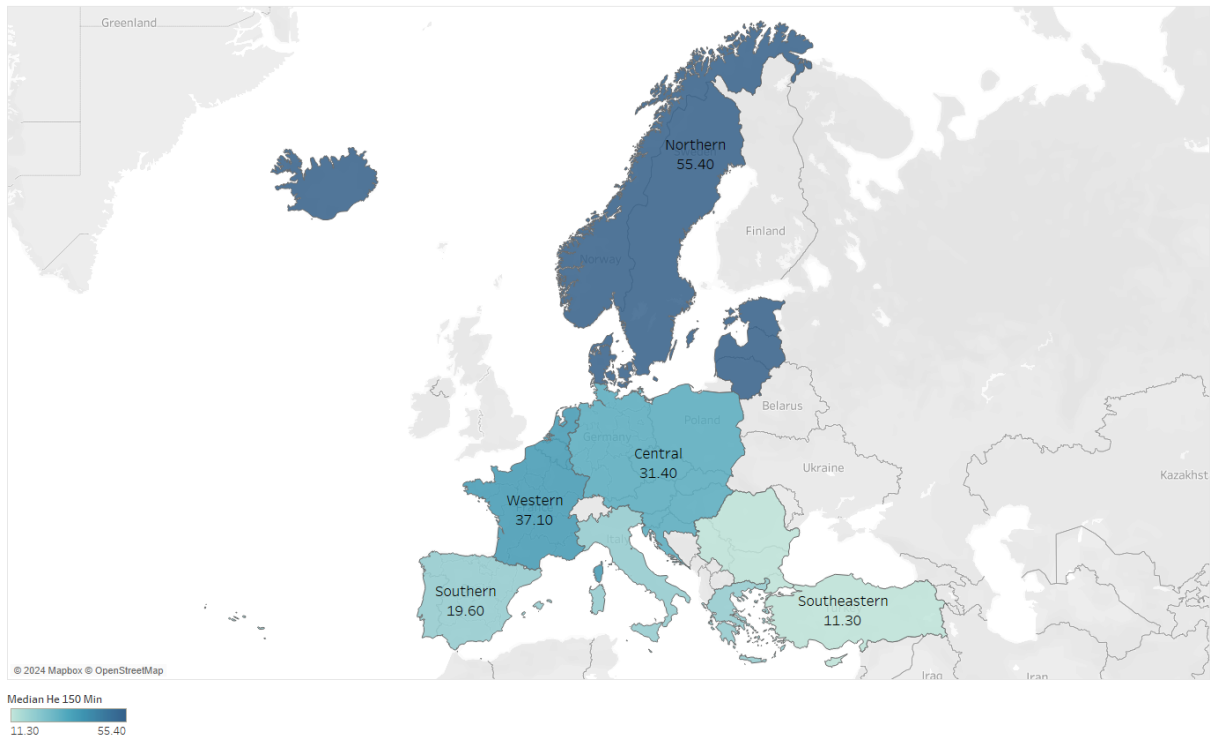 Greenland
Northern
55.40
Finland
Norway
Belarus
Poland
Germany
Central
31.40
Ukraine
Kazakhst
Western
37.10
Italy
Southern
19.60
Southeastern
11.30
Iraq
Iran
© 2024 Mapbox © OpenStreetMap
Median He 150 Min
11.30 55.40